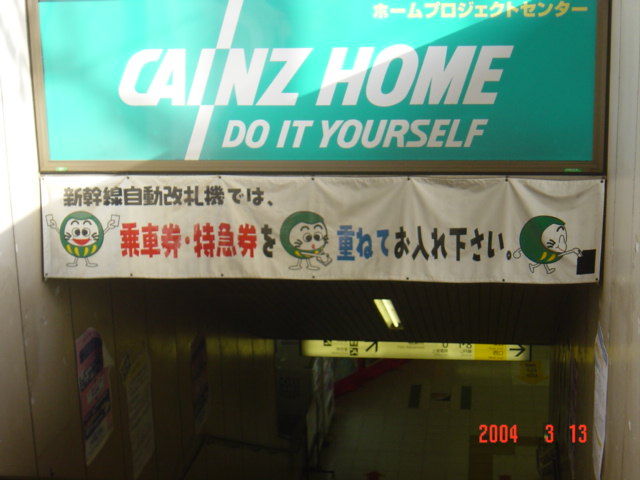 ホームプロジェクトセンター
CAINZ HOME
DO IT YOURSELF
新幹線自動改札機では、
乗車券・特急券を重ねてお入れ下さい。
2004 3 13